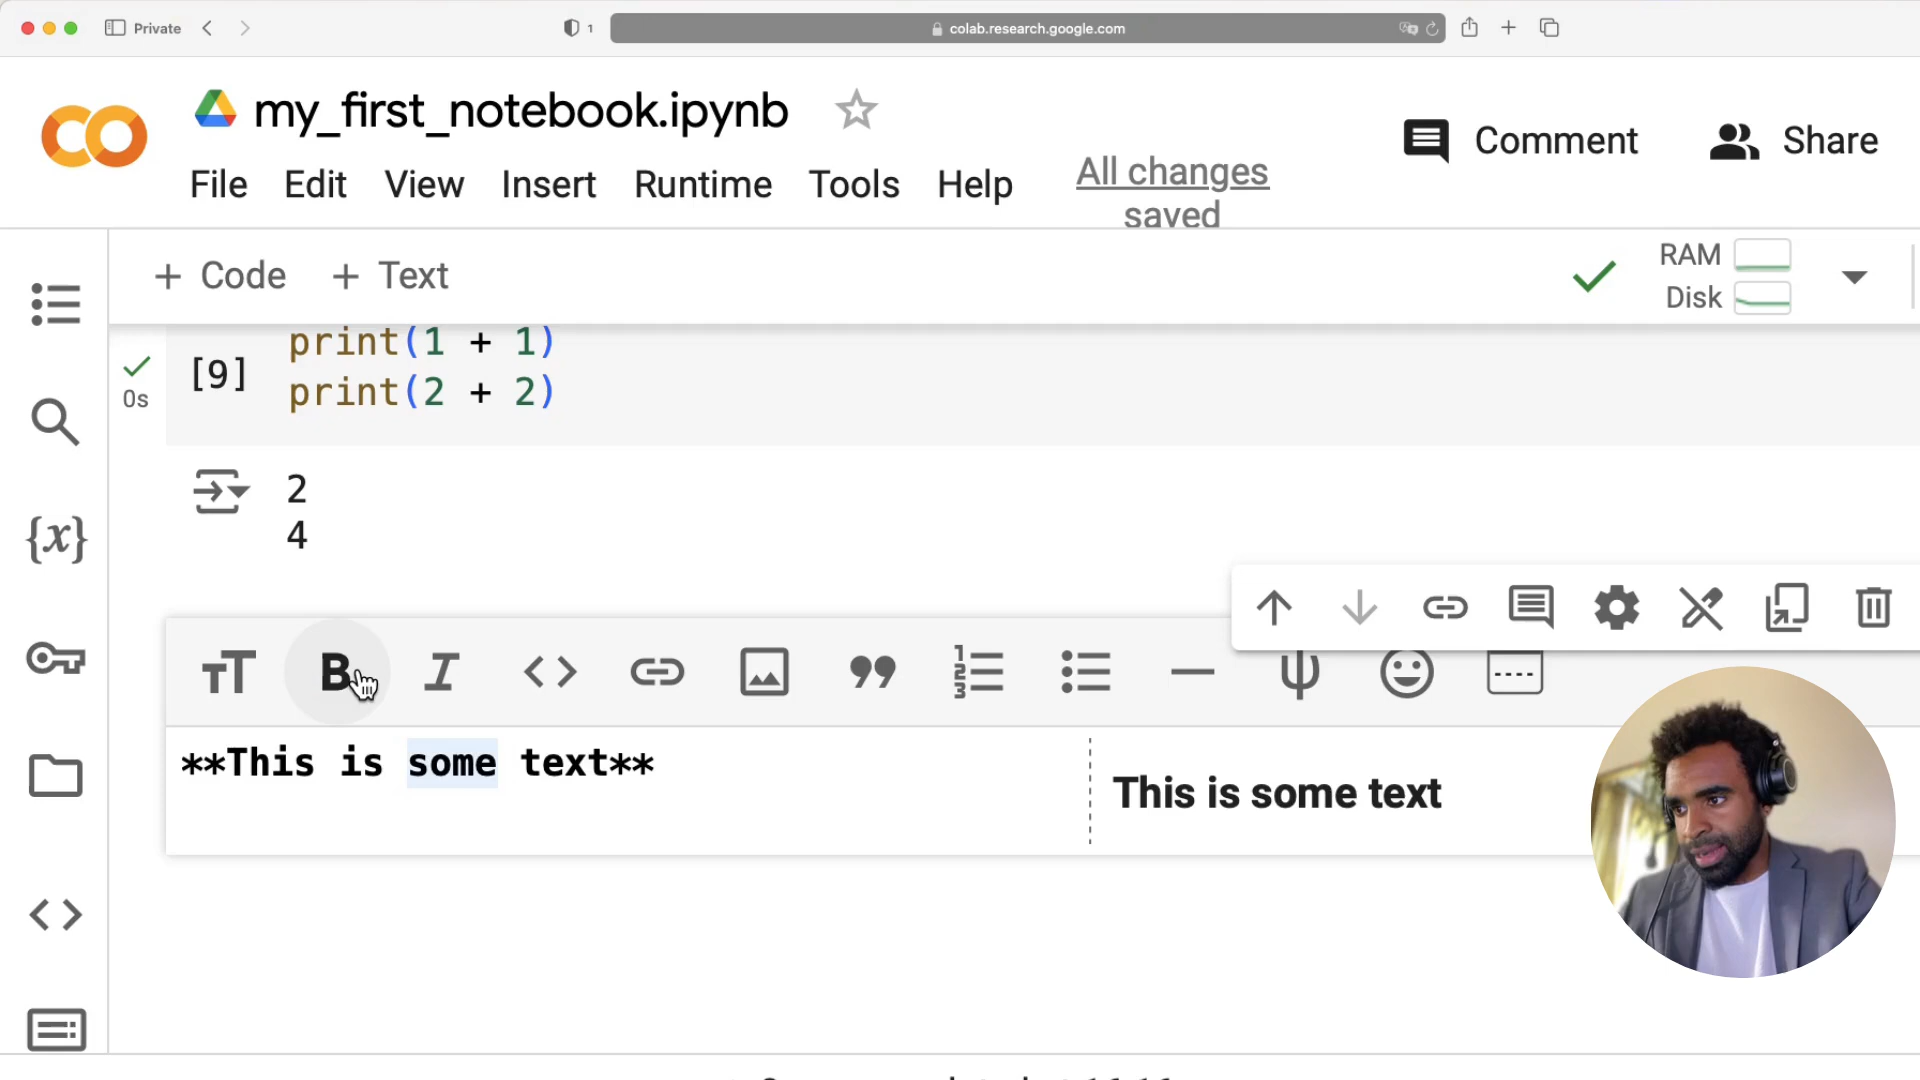 Private
1
colab.research.google.com
my_first_notebook.ipynb
Comment
Share
File Edit View Insert Runtime Tools Help
All changes
saved
+ Code + Text
RAM
Disk
print(1 + 1)
[9]
0s
print(2 + 2)
2
4
**This is some text**
This is some text